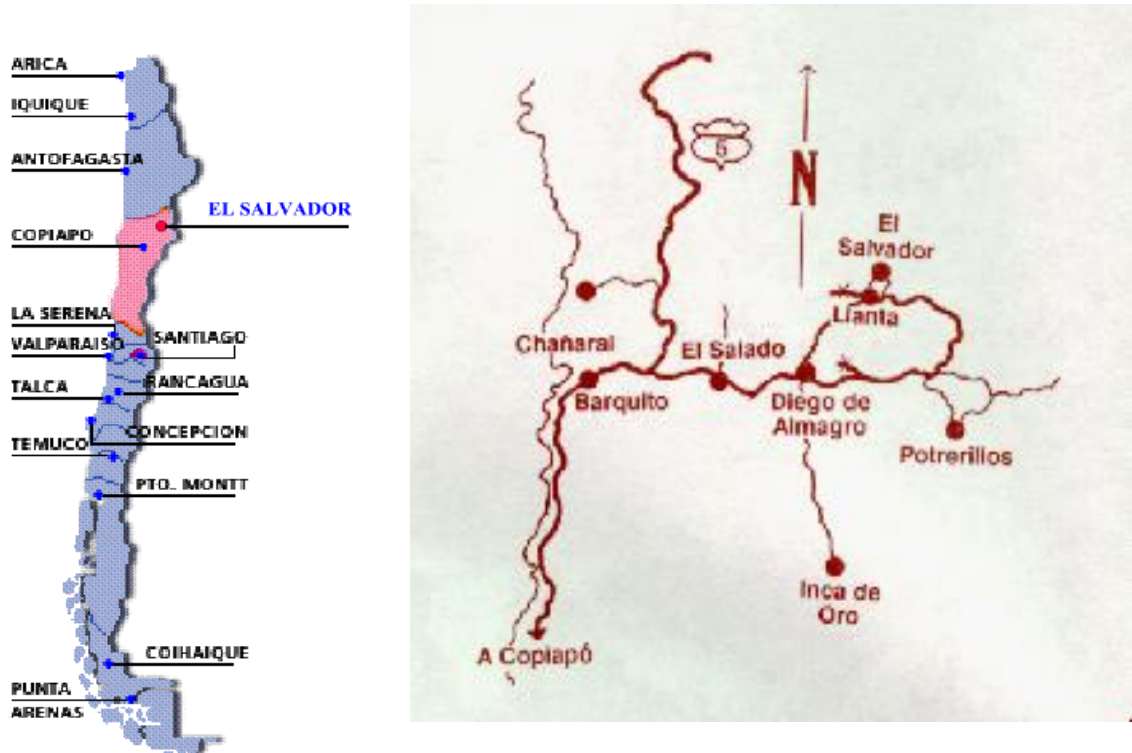 ARICA
IQUIQUE
ANTOFAGASTA
EL SALVADOR
COPIAPO
LA SERENA
VALPARAISO
SANTIAGO
TALCA
RANCAGUA
CONCEPCION
TEMUCO
PTO. MONTT
COIHAIQUE
PUNTA
ARENAS
5
N
El
Salvador
Llanta
Chañaral
El Salado
Barquito
Diego de
Almagro
Potrerillos
Inca de
Oro
A Copiapó